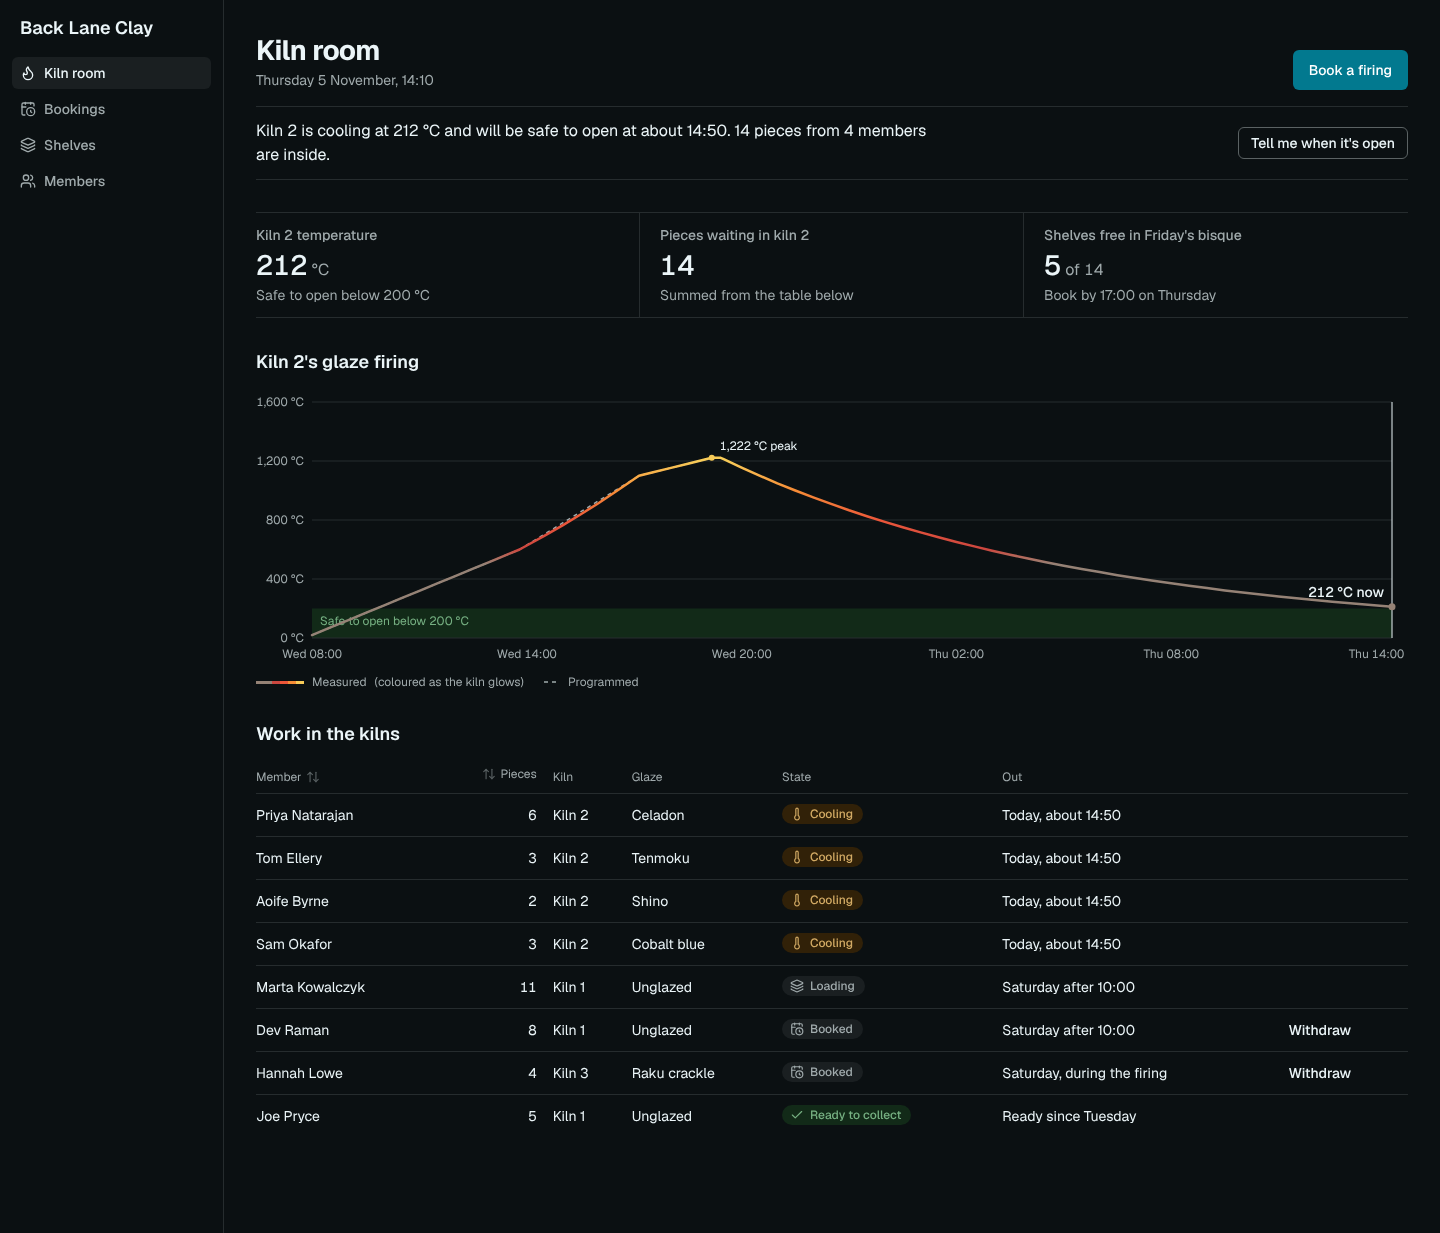 Back Lane Clay
Kiln room
Bookings
Shelves
Members
Kiln room
Thursday 5 November, 14:10
Book a firing
Kiln 2 is cooling at 212 °C and will be safe to open at about 14:50. 14 pieces from 4 members
are inside.
Tell me when it's open
Kiln 2 temperature
212 °C
Safe to open below 200 °C
Pieces waiting in kiln 2
14
Summed from the table below
Shelves free in Friday's bisque
5 of 14
Book by 17:00 on Thursday
Kiln 2's glaze firing
1,600 °C
1,222 °C peak
1,200 °C
800 °C
400 °C
212 °C now
Safe to open below 200 °C
0 °C
Wed 08:00 Wed 14:00 Wed 20:00 Thu 02:00 Thu 08:00 Thu 14:00
Measured (coloured as the kiln glows) Programmed
Work in the kilns
Member Pieces Kiln Glaze State Out
Priya Natarajan 6 Kiln 2 Celadon Cooling Today, about 14:50
Tom Ellery 3 Kiln 2 Tenmoku Cooling Today, about 14:50
Aoife Byrne 2 Kiln 2 Shino Cooling Today, about 14:50
Sam Okafor 3 Kiln 2 Cobalt blue Cooling Today, about 14:50
Marta Kowalczyk 11 Kiln 1 Unglazed Loading Saturday after 10:00
Dev Raman 8 Kiln 1 Unglazed Booked Saturday after 10:00 Withdraw
Hannah Lowe 4 Kiln 3 Raku crackle Booked Saturday, during the firing Withdraw
Joe Pryce 5 Kiln 1 Unglazed Ready to collect Ready since Tuesday